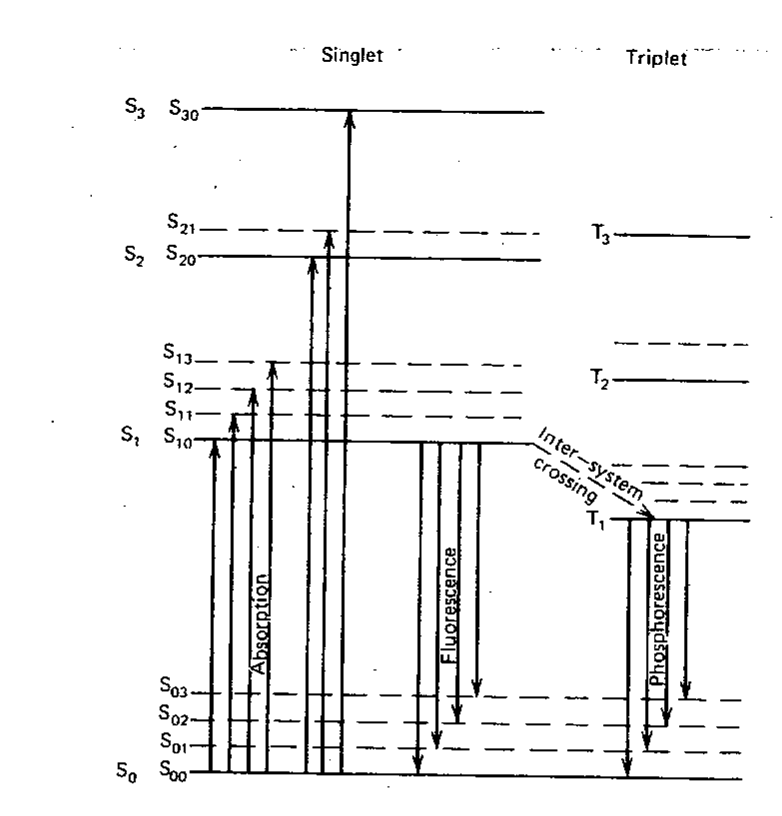 Singlet Triplet
S3 S30
S21
T3
S2 S20
S13
T2
S12
S11
S1 S10
Inter-system
crossing
T1
Absorption
Fluorescence
Phosphorescence
S03
S02
S01
S0 S00